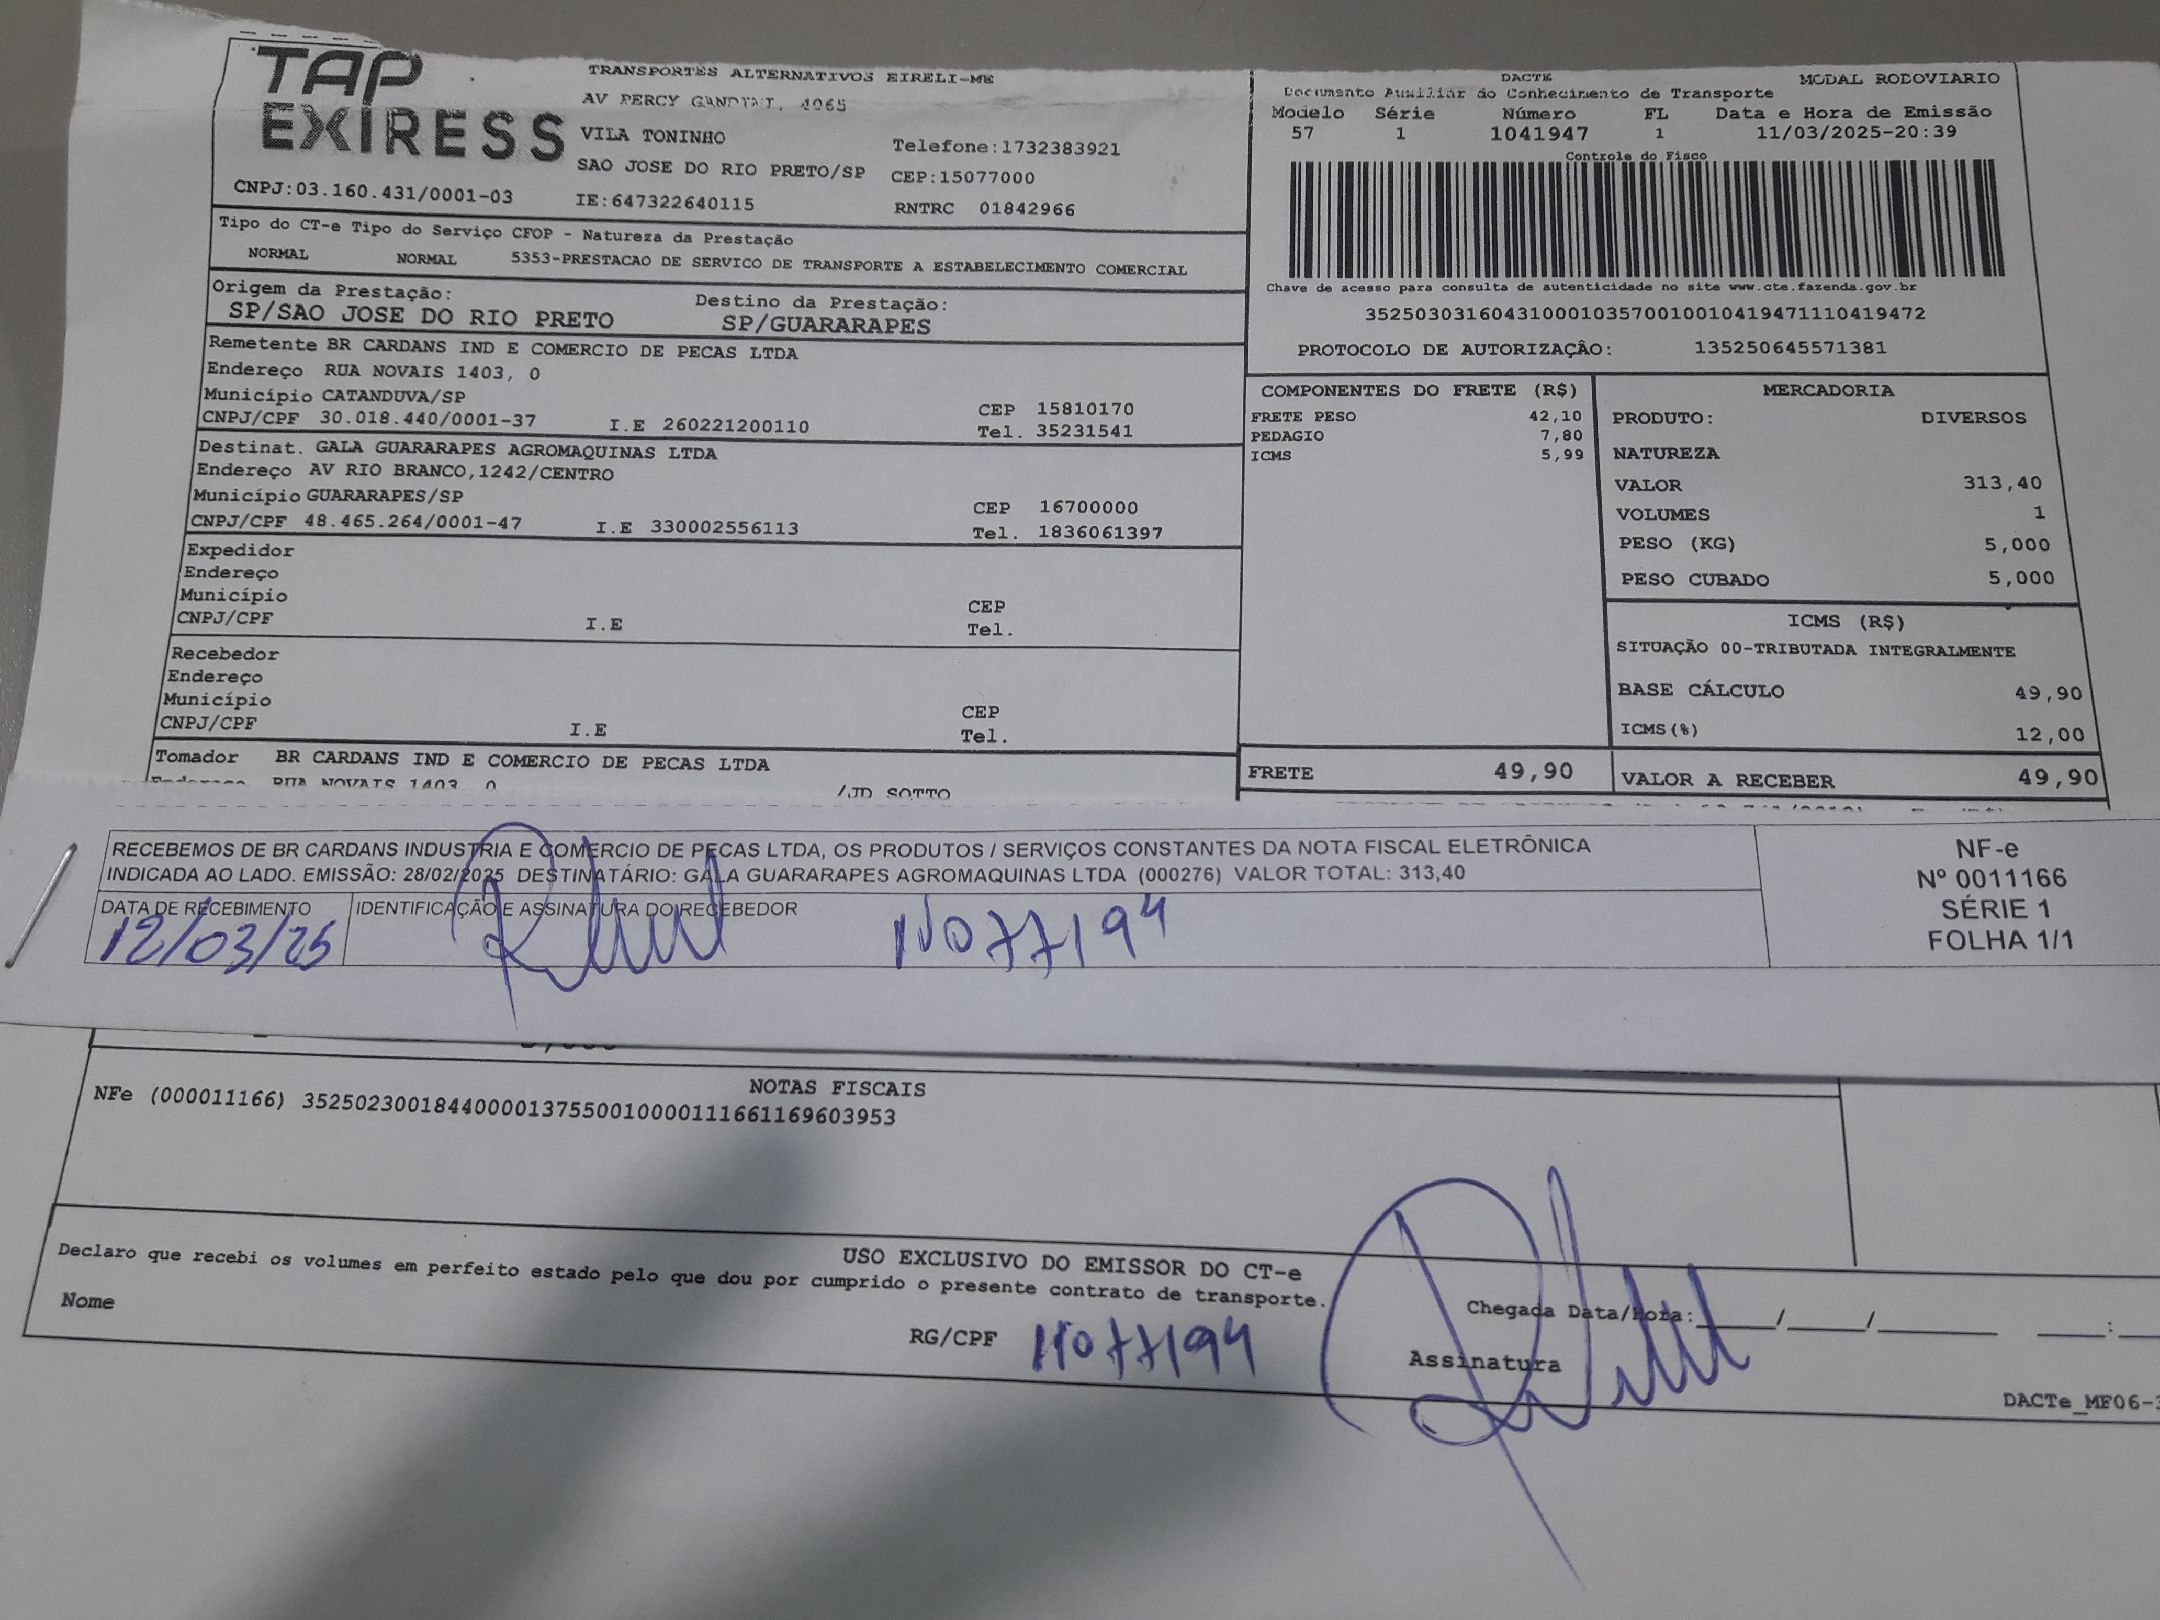 TAP
EXIRESS
TRANSPORTES ALTERNATIVOS EIRELI-ME
AV PERCY GANDINI, 4065
VILA TONINHO
Telefone:1732383921
SAO JOSE DO RIO PRETO/SP CEP:15077000
CNPJ:03.160.431/0001-03 IE:647322640115 RNTRC 01842966
DACTE MODAL RODOVIARIO
Documento Auxiliar do Conhecimento de Transporte
Modelo Série Número FL Data e Hora de Emissão
57 1 1041947 1 11/03/2025-20:39
Controle do Fisco
Chave de acesso para consulta de autenticidade no site www.cte.fazenda.gov.br
35250303160431000103570010010419471110419472
PROTOCOLO DE AUTORIZAÇÂO: 135250645571381
Tipo do CT-e Tipo do Serviço CFOP - Natureza da Prestação
NORMAL NORMAL 5353-PRESTACAO DE SERVICO DE TRANSPORTE A ESTABELECIMENTO COMERCIAL
Origem da Prestação: Destino da Prestação:
SP/SAO JOSE DO RIO PRETO SP/GUARARAPES
Remetente BR CARDANS IND E COMERCIO DE PECAS LTDA
Endereço RUA NOVAIS 1403, 0
Município CATANDUVA/SP CEP 15810170
CNPJ/CPF 30.018.440/0001-37 I.E 260221200110 Tel. 35231541
Destinat. GALA GUARARAPES AGROMAQUINAS LTDA
Endereço AV RIO BRANCO,1242/CENTRO
Município GUARARAPES/SP CEP 16700000
CNPJ/CPF 48.465.264/0001-47 I.E 330002556113 Tel. 1836061397
Expedidor
Endereço
Município CEP
CNPJ/CPF I.E Tel.
Recebedor
Endereço
Município CEP
CNPJ/CPF I.E Tel.
Tomador BR CARDANS IND E COMERCIO DE PECAS LTDA
Endereço RUA NOVAIS 1403, 0 /JD SOTTO
COMPONENTES DO FRETE (R$)
FRETE PESO 42,10
PEDAGIO 7,80
ICMS 5,99
FRETE 49,90
MERCADORIA
PRODUTO: DIVERSOS
NATUREZA
VALOR 313,40
VOLUMES 1
PESO (KG) 5,000
PESO CUBADO 5,000
ICMS (R$)
SITUAÇÃO 00-TRIBUTADA INTEGRALMENTE
BASE CÁLCULO 49,90
ICMS(%) 12,00
VALOR A RECEBER 49,90
RECEBEMOS DE BR CARDANS INDUSTRIA E COMERCIO DE PECAS LTDA, OS PRODUTOS / SERVIÇOS CONSTANTES DA NOTA FISCAL ELETRÔNICA
INDICADA AO LADO. EMISSÃO: 28/02/2025 DESTINATÁRIO: GALA GUARARAPES AGROMAQUINAS LTDA (000276) VALOR TOTAL: 313,40
DATA DE RECEBIMENTO IDENTIFICAÇÃO E ASSINATURA DO RECEBEDOR
12/03/25
NF-e
Nº 0011166
SÉRIE 1
FOLHA 1/1
NOTAS FISCAIS
NFe (000011166) 35250230018440000137550010000111661169603953
USO EXCLUSIVO DO EMISSOR DO CT-e
Declaro que recebi os volumes em perfeito estado pelo que dou por cumprido o presente contrato de transporte.
Nome
RG/CPF
Chegada Data/Hora:
Assinatura